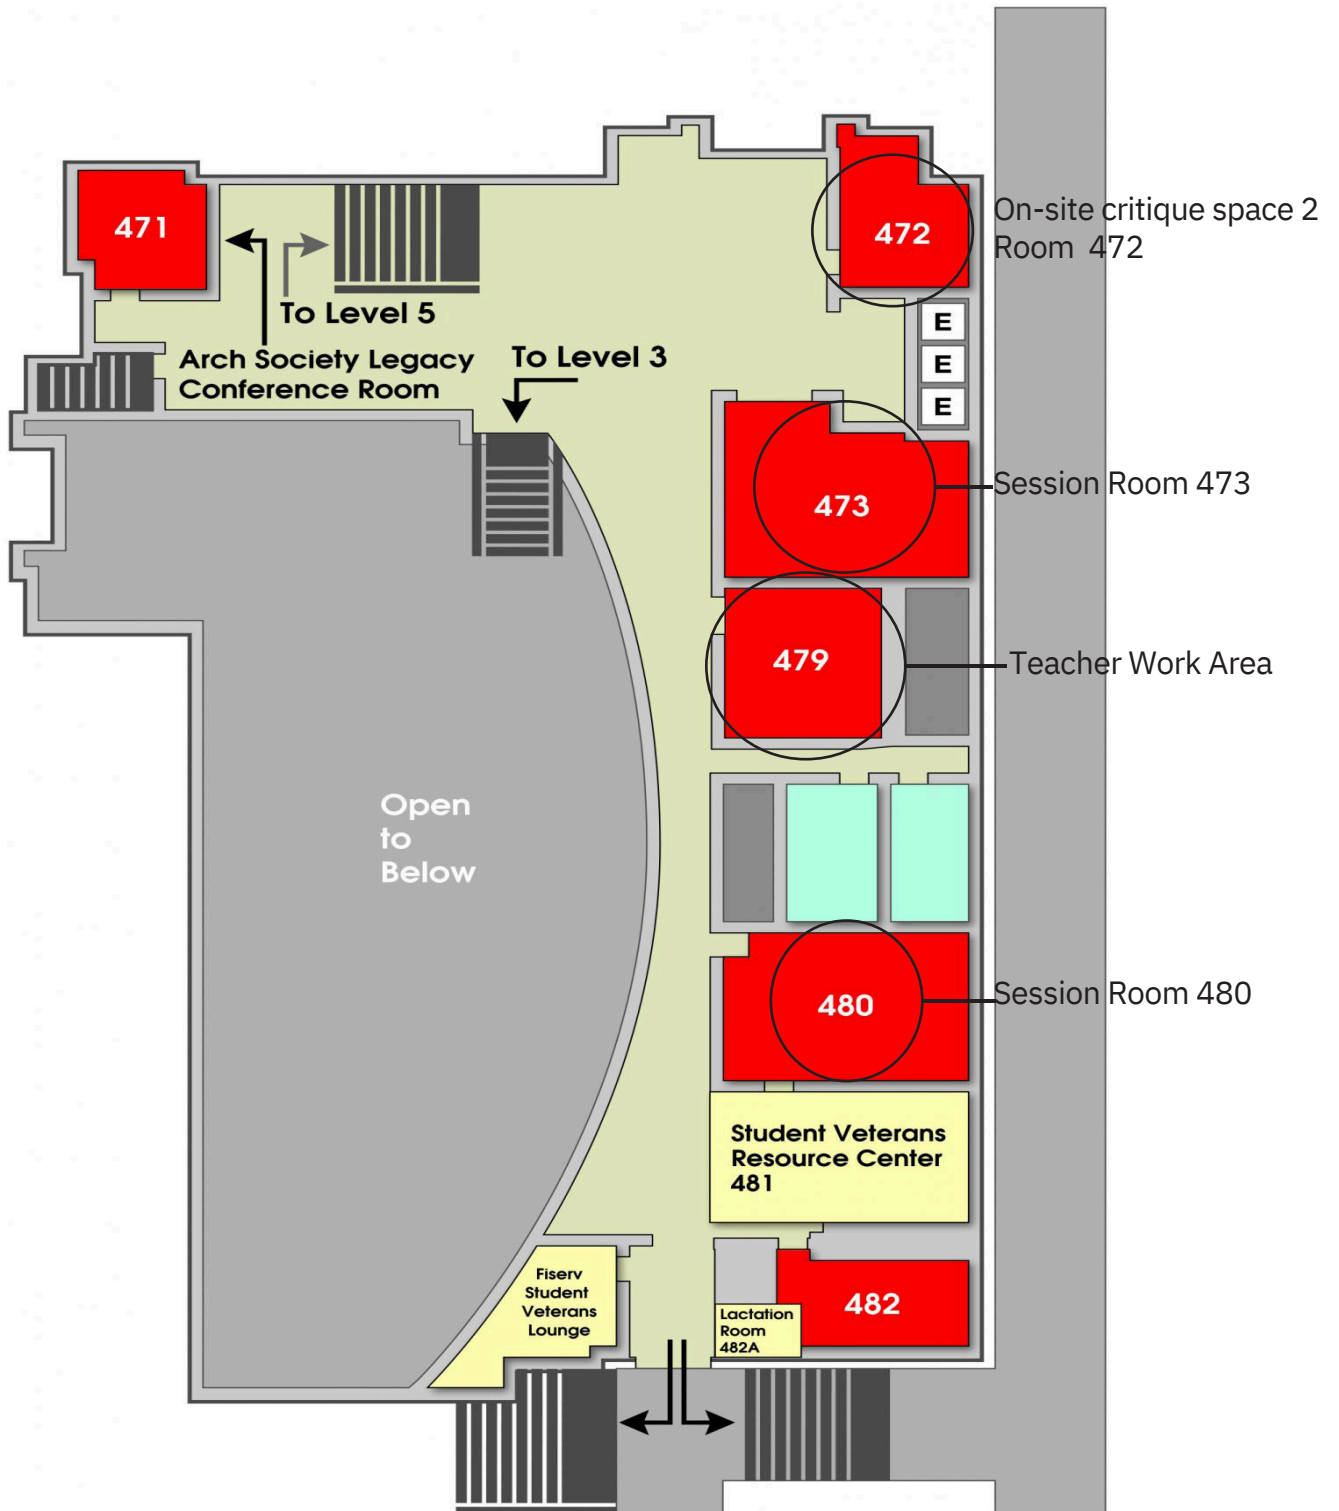 471
472
On-site critique space 2
Room 472
To Level 5
Arch Society Legacy
Conference Room
To Level 3
E
E
E
473
Session Room 473
479
Teacher Work Area
Open
to
Below
480
Session Room 480
Student Veterans
Resource Center
481
Fiserv
Student
Veterans
Lounge
Lactation
Room
482A
482